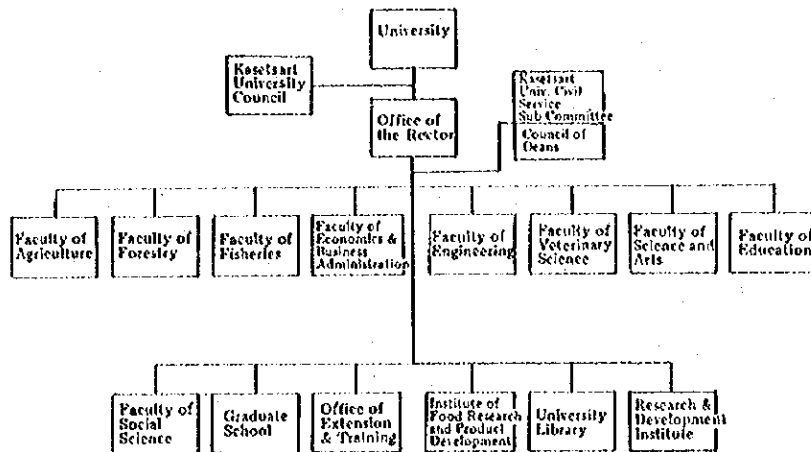 University
Kasetsart
University
Council
Kasetsart
Univ. Civil
Service
Sub Committee
Council of
Deans
Office of
the Rector
Faculty of
Agriculture
Faculty of
Forestry
Faculty of
Fisheries
Faculty of
Economics &
Business
Administration
Faculty of
Engineering
Faculty of
Veterinary
Science
Faculty of
Science and
Arts
Faculty of
Education
Faculty of
Social
Science
Graduate
School
Office of
Extension
& Training
Institute of
Food Research
and Product
Development
University
Library
Research &
Development
Institute